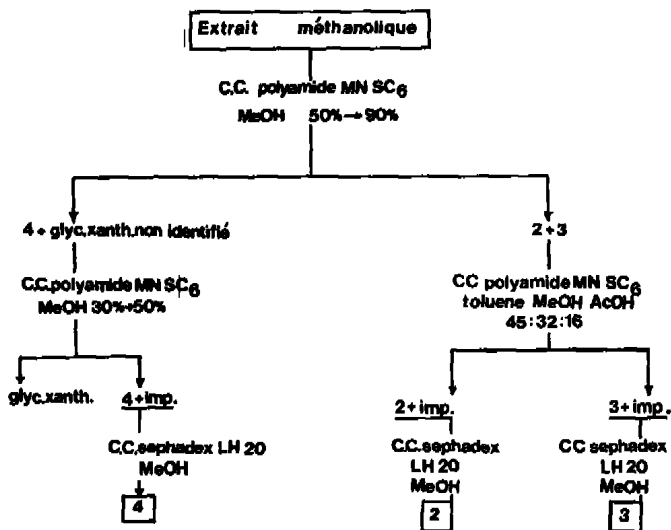 Extrait méthanolique
C.C. polyamide MN SC6
MeOH 50%→90%
4 + glyc.xanth.non identifié
2+3
C.C.polyamide MN SC6
MeOH 30%→50%
CC polyamide MN SC6
toluene MeOH AcOH
45:32:16
glyc.xanth.
4+imp.
2+imp.
3+imp.
C.C.sephadex LH 20
MeOH
C.C.sephadex
LH 20
MeOH
CC sephadex
LH 20
MeOH
4
2
3